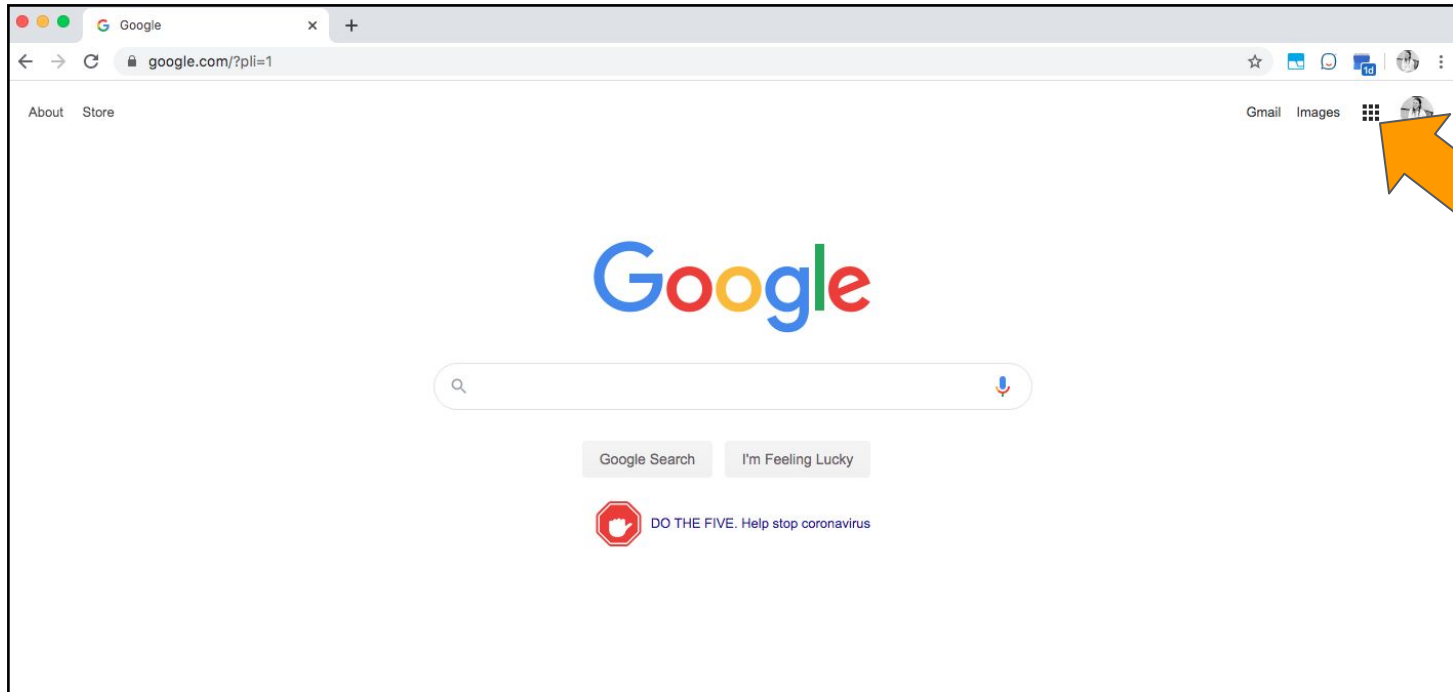 Google
google.com/?pli=1
1d
About Store
Gmail Images
Google
Google Search I'm Feeling Lucky
DO THE FIVE. Help stop coronavirus